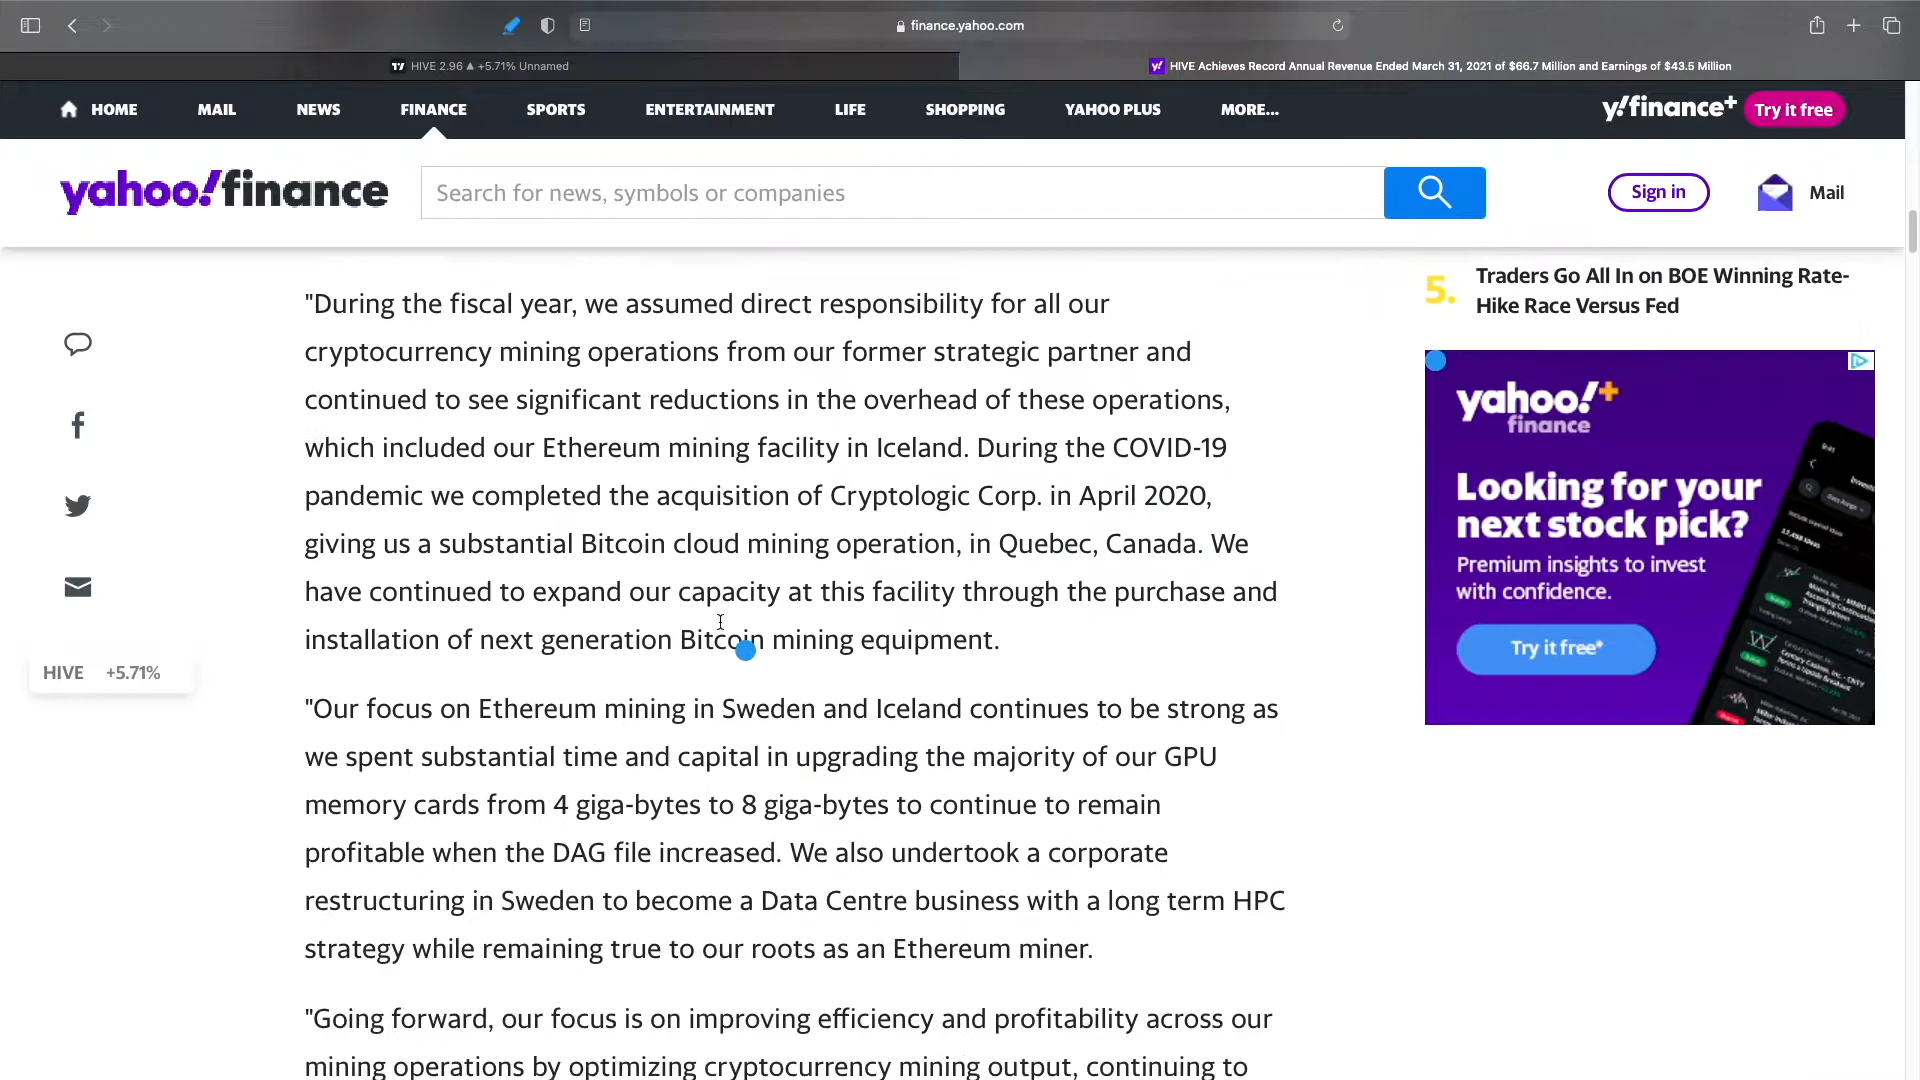 finance.yahoo.com
HIVE 2.96 ▲ +5.71% Unnamed
HIVE Achieves Record Annual Revenue Ended March 31, 2021 of $66.7 Million and Earnings of $43.5 Million
HOME MAIL NEWS FINANCE SPORTS ENTERTAINMENT LIFE SHOPPING YAHOO PLUS MORE...
y!finance+ Try it free
yahoo!finance
Search for news, symbols or companies
Sign in
Mail
"During the fiscal year, we assumed direct responsibility for all our
cryptocurrency mining operations from our former strategic partner and
continued to see significant reductions in the overhead of these operations,
which included our Ethereum mining facility in Iceland. During the COVID-19
pandemic we completed the acquisition of Cryptologic Corp. in April 2020,
giving us a substantial Bitcoin cloud mining operation, in Quebec, Canada. We
have continued to expand our capacity at this facility through the purchase and
installation of next generation Bitcoin mining equipment.
"Our focus on Ethereum mining in Sweden and Iceland continues to be strong as
we spent substantial time and capital in upgrading the majority of our GPU
memory cards from 4 giga-bytes to 8 giga-bytes to continue to remain
profitable when the DAG file increased. We also undertook a corporate
restructuring in Sweden to become a Data Centre business with a long term HPC
strategy while remaining true to our roots as an Ethereum miner.
"Going forward, our focus is on improving efficiency and profitability across our
mining operations by optimizing cryptocurrency mining output, continuing to
HIVE +5.71%
5. Traders Go All In on BOE Winning Rate-
Hike Race Versus Fed
yahoo!+
finance
Looking for your
next stock pick?
Premium insights to invest
with confidence.
Try it free*